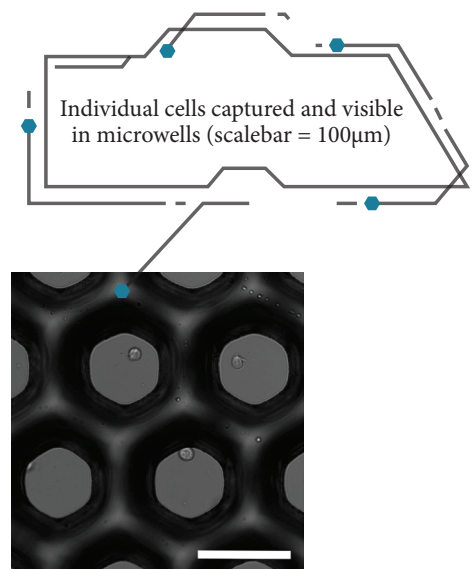 Individual cells captured and visible
in microwells (scalebar = 100μm)